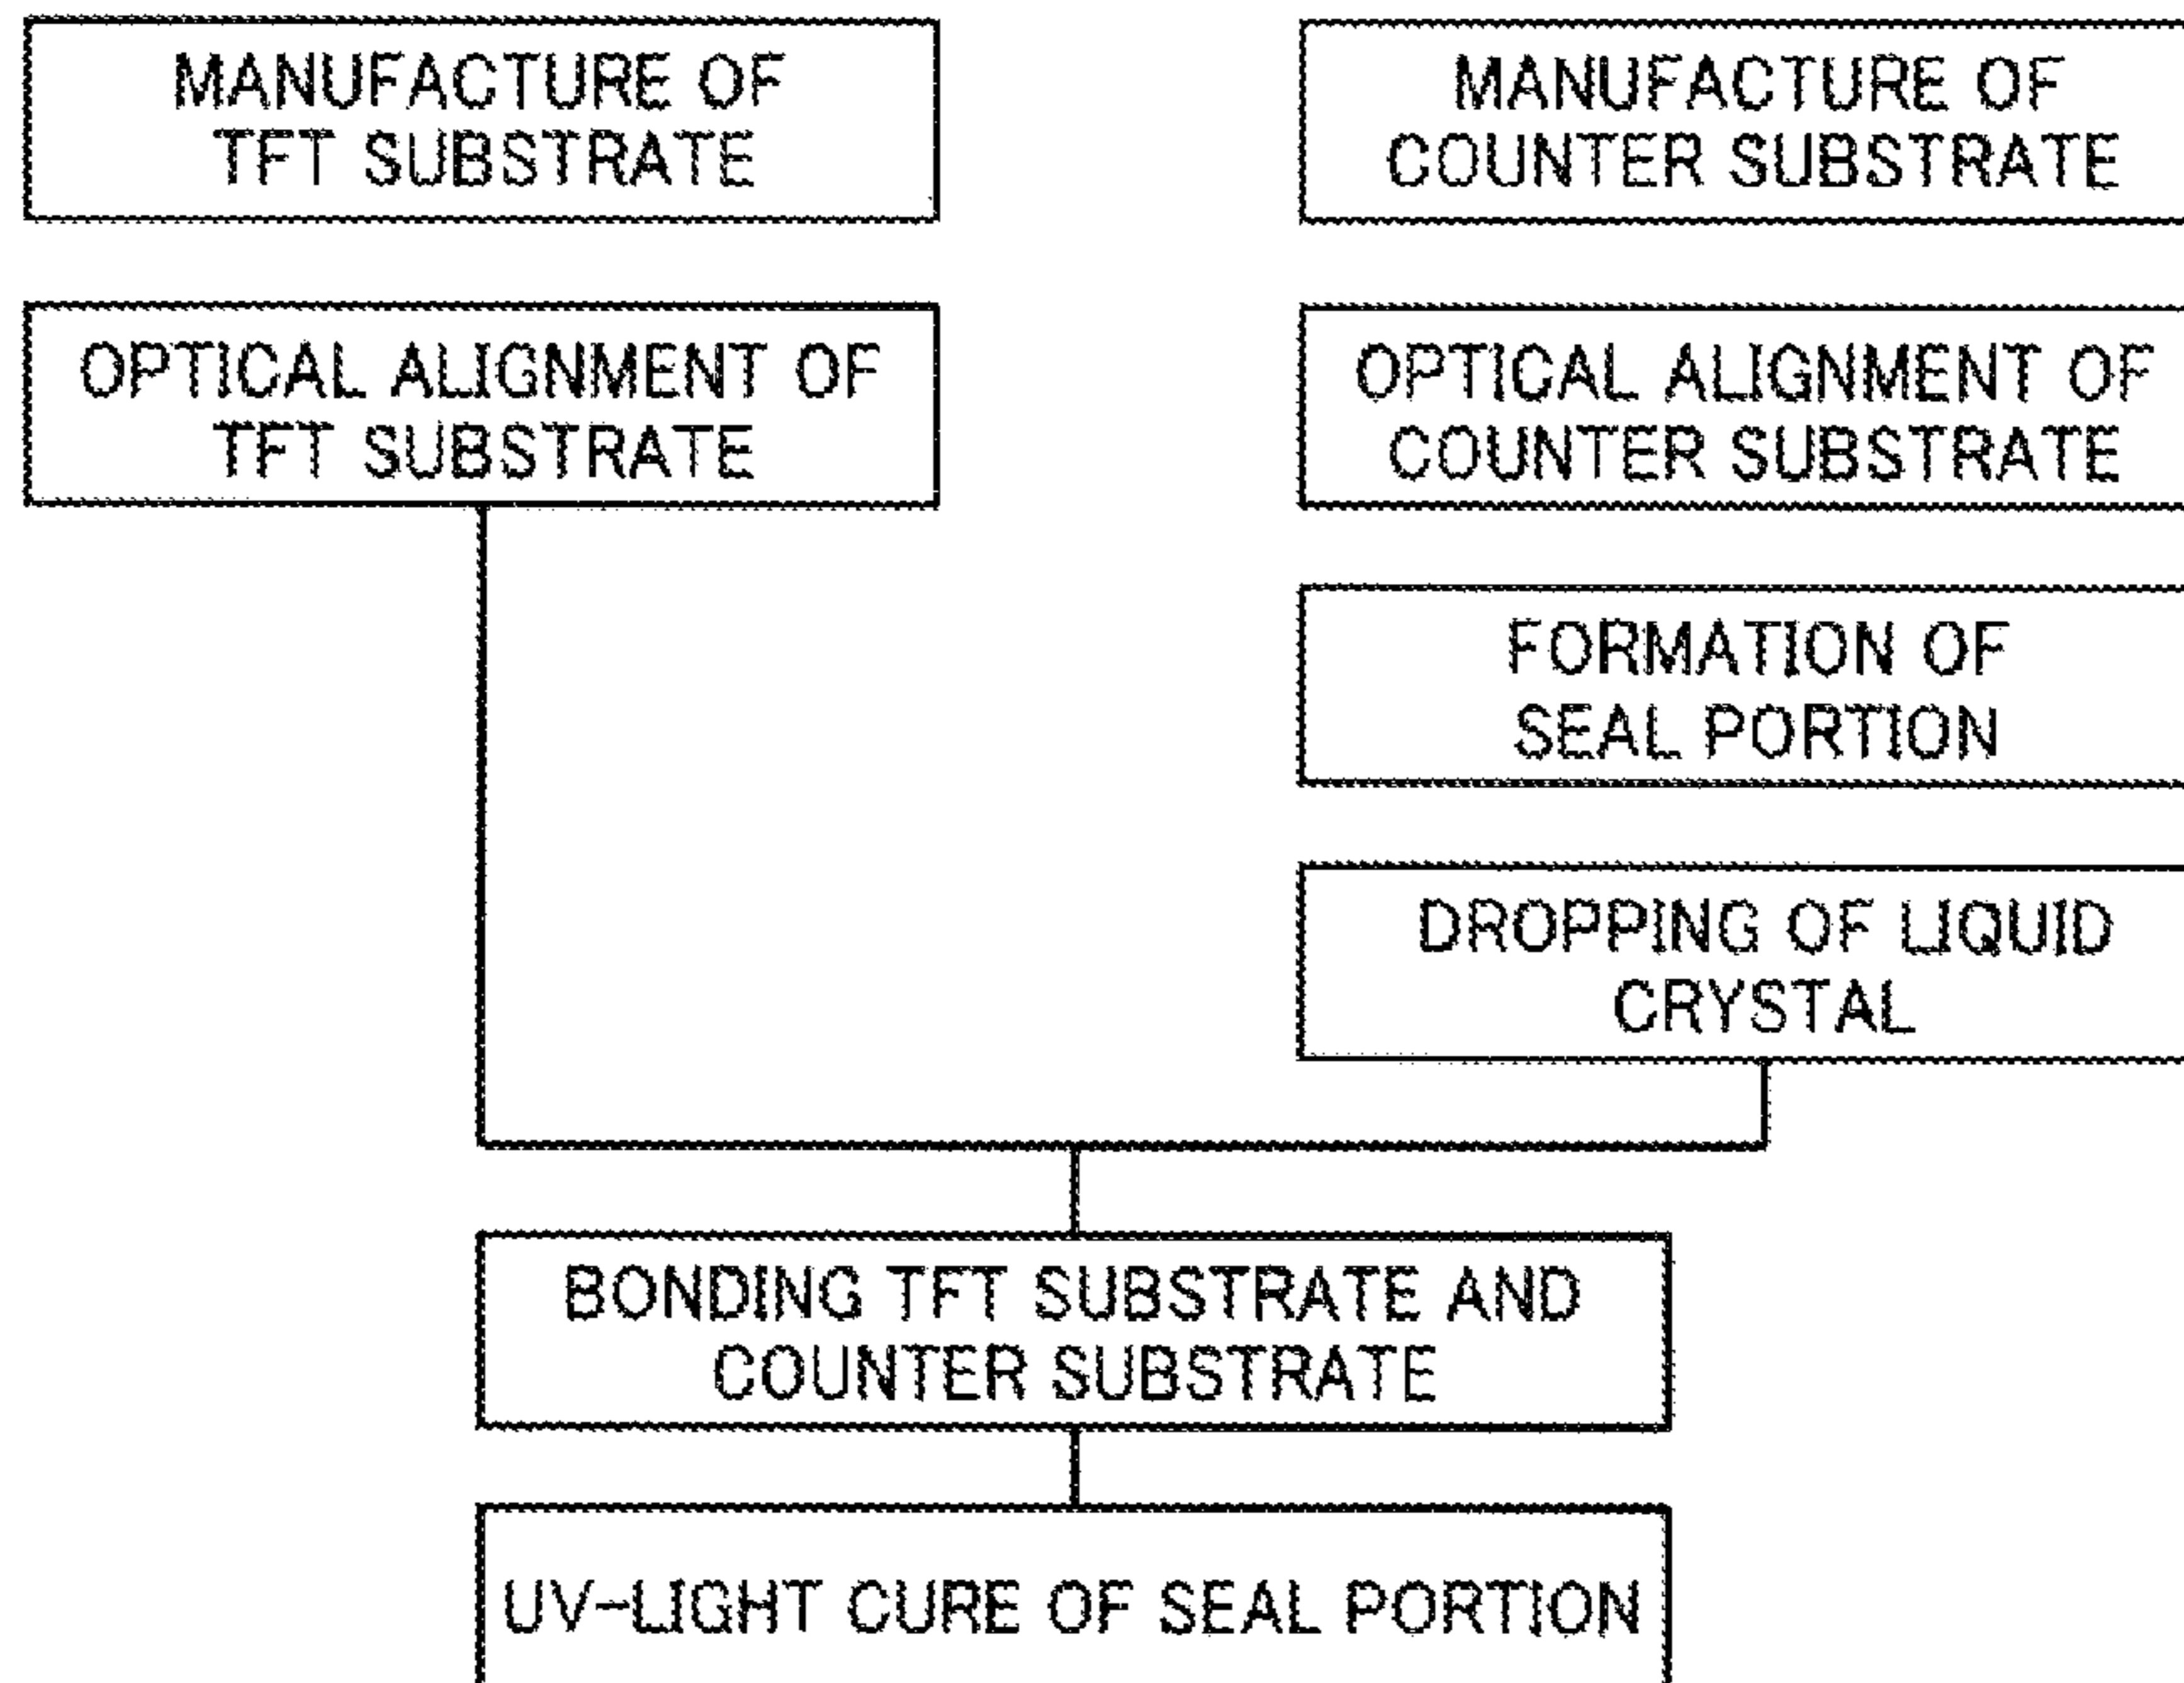 MANUFACTURE OF
TFT SUBSTRATE
MANUFACTURE OF
COUNTER SUBSTRATE
OPTICAL ALIGNMENT OF
TFT SUBSTRATE
OPTICAL ALIGNMENT OF
COUNTER SUBSTRATE
FORMATION OF
SEAL PORTION
DROPPING OF LIQUID
CRYSTAL
BONDING TFT SUBSTRATE AND
COUNTER SUBSTRATE
UV-LIGHT CURE OF SEAL PORTION